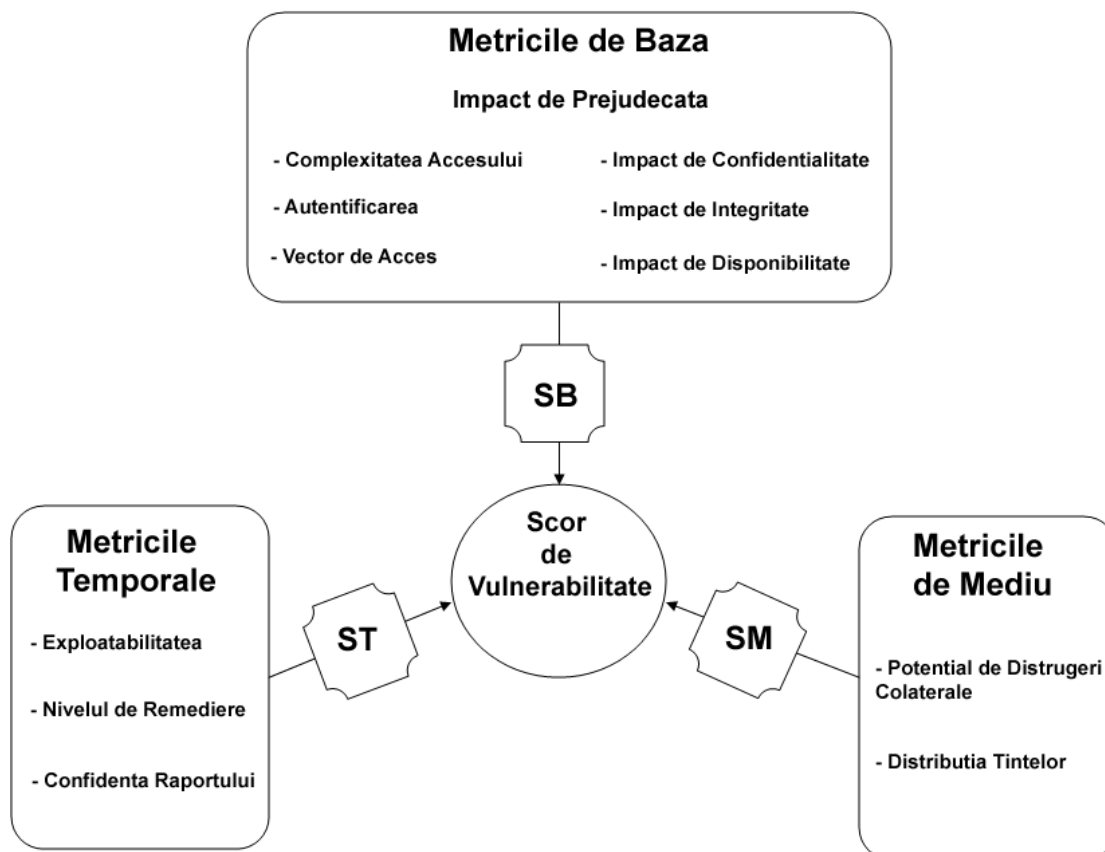 Metricile de Baza
Impact de Prejudecata
- Complexitatea Accesului
- Autentificarea
- Vector de Acces
- Impact de Confidentialitate
- Impact de Integritate
- Impact de Disponibilitate
SB
Scor
de
Vulnerabilitate
Metricile
Temporale
- Exploatabilitatea
- Nivelul de Remediere
- Confidenta Raportului
ST
SM
Metricile
de Mediu
- Potential de Distrugeri
Colaterale
- Distributia Tintelor